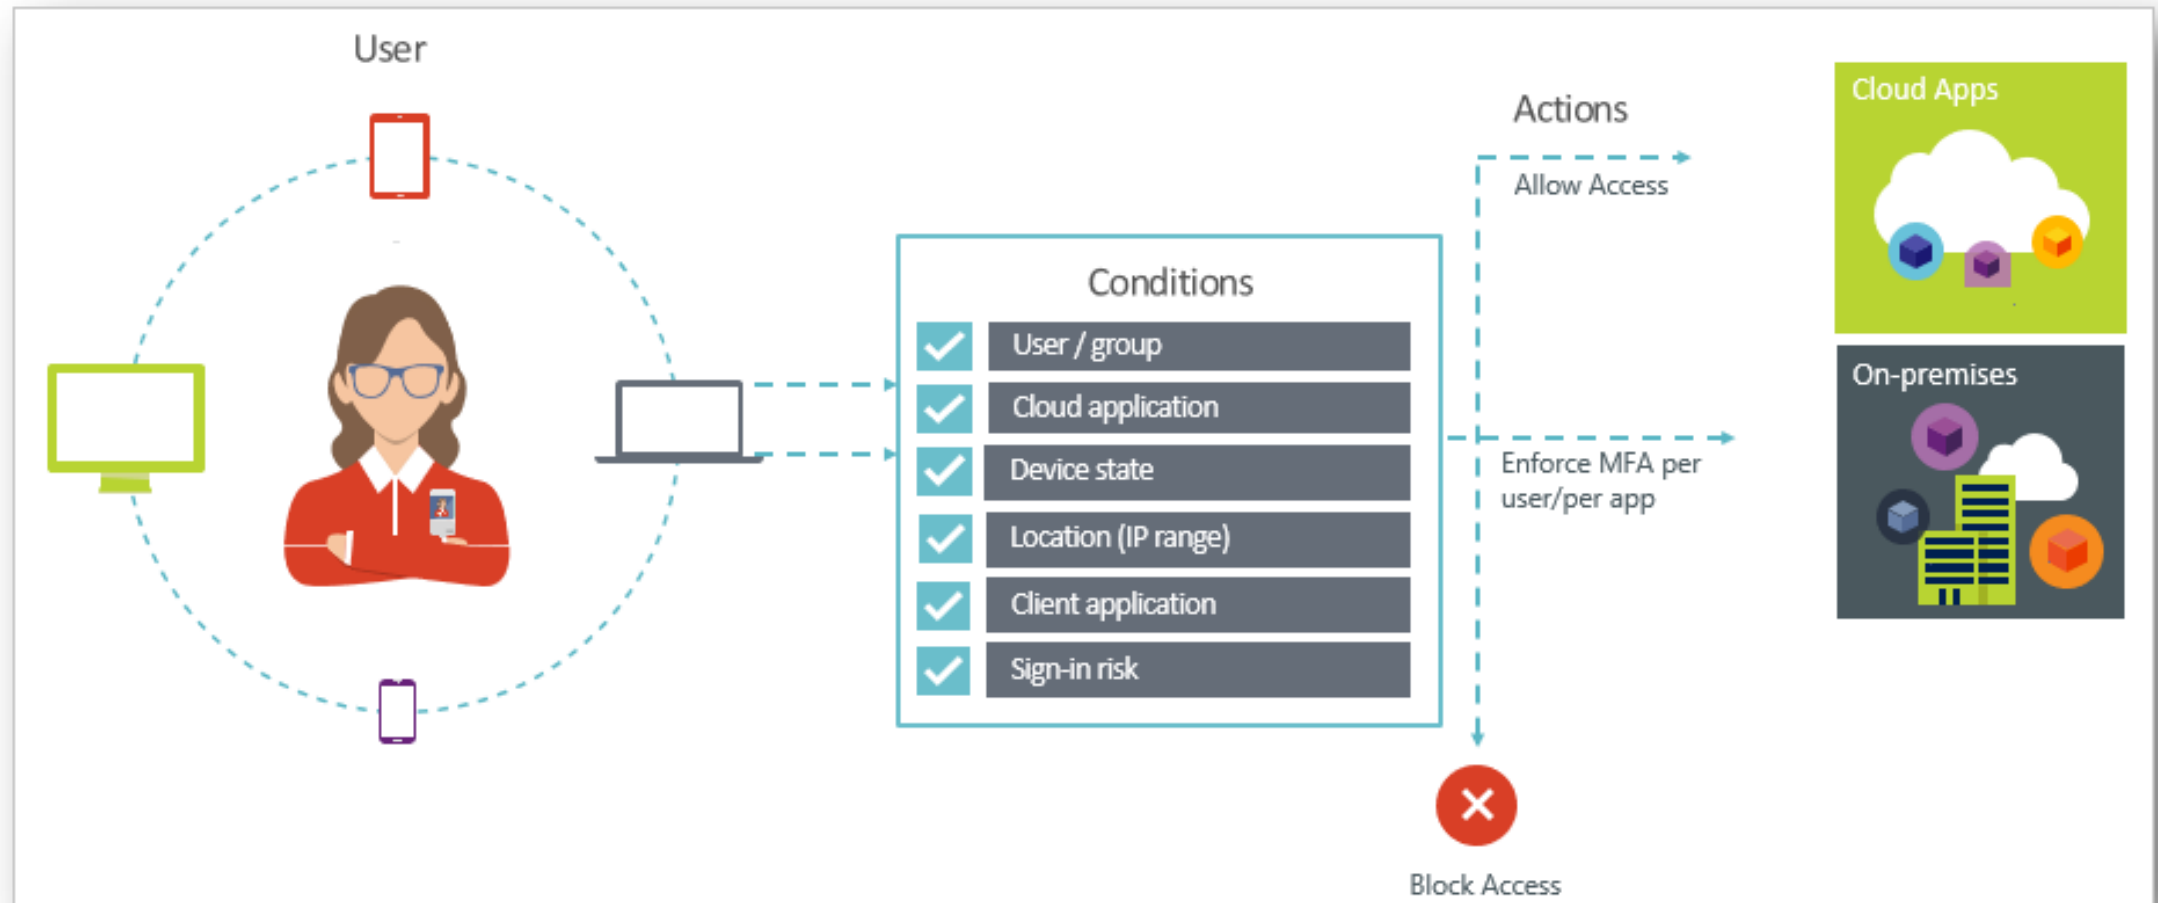 User
Actions
Allow Access
Cloud Apps
Conditions
User / group
Cloud application
Device state
Location (IP range)
Client application
Sign-in risk
Enforce MFA per
user/per app
On-premises
Block Access